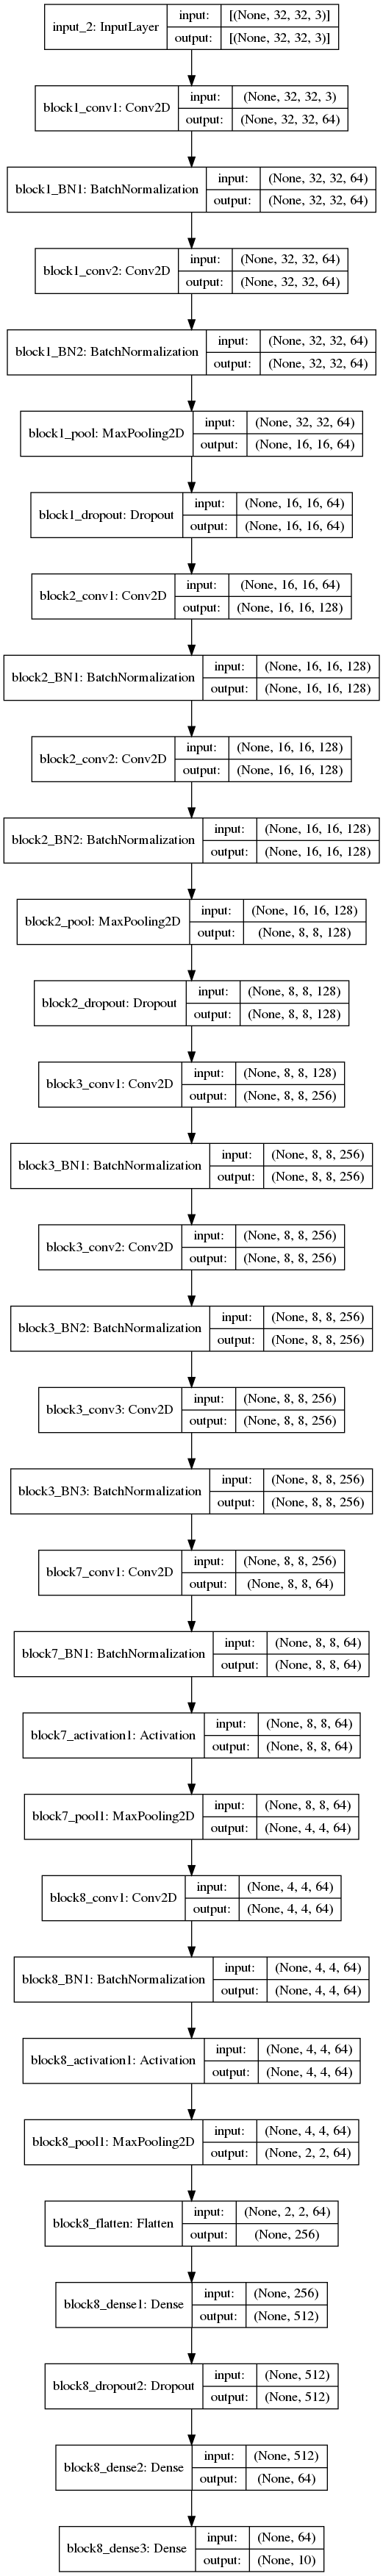 input_2: InputLayer input: [(None, 32, 32, 3)]
output: [(None, 32, 32, 3)]
block1_conv1: Conv2D input: (None, 32, 32, 3)
output: (None, 32, 32, 64)
block1_BN1: BatchNormalization input: (None, 32, 32, 64)
output: (None, 32, 32, 64)
block1_conv2: Conv2D input: (None, 32, 32, 64)
output: (None, 32, 32, 64)
block1_BN2: BatchNormalization input: (None, 32, 32, 64)
output: (None, 32, 32, 64)
block1_pool: MaxPooling2D input: (None, 32, 32, 64)
output: (None, 16, 16, 64)
block1_dropout: Dropout input: (None, 16, 16, 64)
output: (None, 16, 16, 64)
block2_conv1: Conv2D input: (None, 16, 16, 64)
output: (None, 16, 16, 128)
block2_BN1: BatchNormalization input: (None, 16, 16, 128)
output: (None, 16, 16, 128)
block2_conv2: Conv2D input: (None, 16, 16, 128)
output: (None, 16, 16, 128)
block2_BN2: BatchNormalization input: (None, 16, 16, 128)
output: (None, 16, 16, 128)
block2_pool: MaxPooling2D input: (None, 16, 16, 128)
output: (None, 8, 8, 128)
block2_dropout: Dropout input: (None, 8, 8, 128)
output: (None, 8, 8, 128)
block3_conv1: Conv2D input: (None, 8, 8, 128)
output: (None, 8, 8, 256)
block3_BN1: BatchNormalization input: (None, 8, 8, 256)
output: (None, 8, 8, 256)
block3_conv2: Conv2D input: (None, 8, 8, 256)
output: (None, 8, 8, 256)
block3_BN2: BatchNormalization input: (None, 8, 8, 256)
output: (None, 8, 8, 256)
block3_conv3: Conv2D input: (None, 8, 8, 256)
output: (None, 8, 8, 256)
block3_BN3: BatchNormalization input: (None, 8, 8, 256)
output: (None, 8, 8, 256)
block7_conv1: Conv2D input: (None, 8, 8, 256)
output: (None, 8, 8, 64)
block7_BN1: BatchNormalization input: (None, 8, 8, 64)
output: (None, 8, 8, 64)
block7_activation1: Activation input: (None, 8, 8, 64)
output: (None, 8, 8, 64)
block7_pool1: MaxPooling2D input: (None, 8, 8, 64)
output: (None, 4, 4, 64)
block8_conv1: Conv2D input: (None, 4, 4, 64)
output: (None, 4, 4, 64)
block8_BN1: BatchNormalization input: (None, 4, 4, 64)
output: (None, 4, 4, 64)
block8_activation1: Activation input: (None, 4, 4, 64)
output: (None, 4, 4, 64)
block8_pool1: MaxPooling2D input: (None, 4, 4, 64)
output: (None, 2, 2, 64)
block8_flatten: Flatten input: (None, 2, 2, 64)
output: (None, 256)
block8_dense1: Dense input: (None, 256)
output: (None, 512)
block8_dropout2: Dropout input: (None, 512)
output: (None, 512)
block8_dense2: Dense input: (None, 512)
output: (None, 64)
block8_dense3: Dense input: (None, 64)
output: (None, 10)